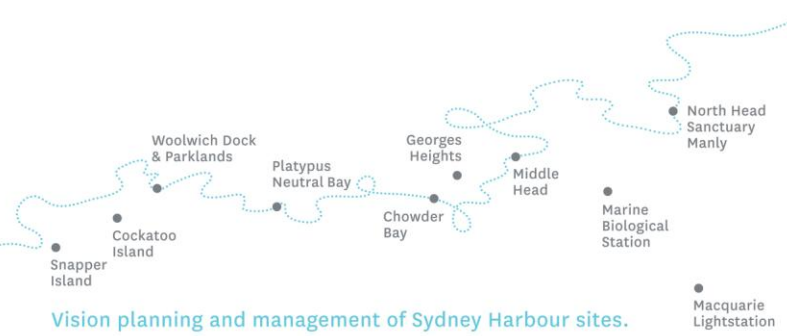 North Head
Sanctuary
Manly
Woolwich Dock
& Parklands
Georges
Heights
Platypus
Neutral Bay
Middle
Head
Chowder
Bay
Marine
Biological
Station
Cockatoo
Island
Snapper
Island
Macquarie
Lightstation
Vision planning and management of Sydney Harbour sites.